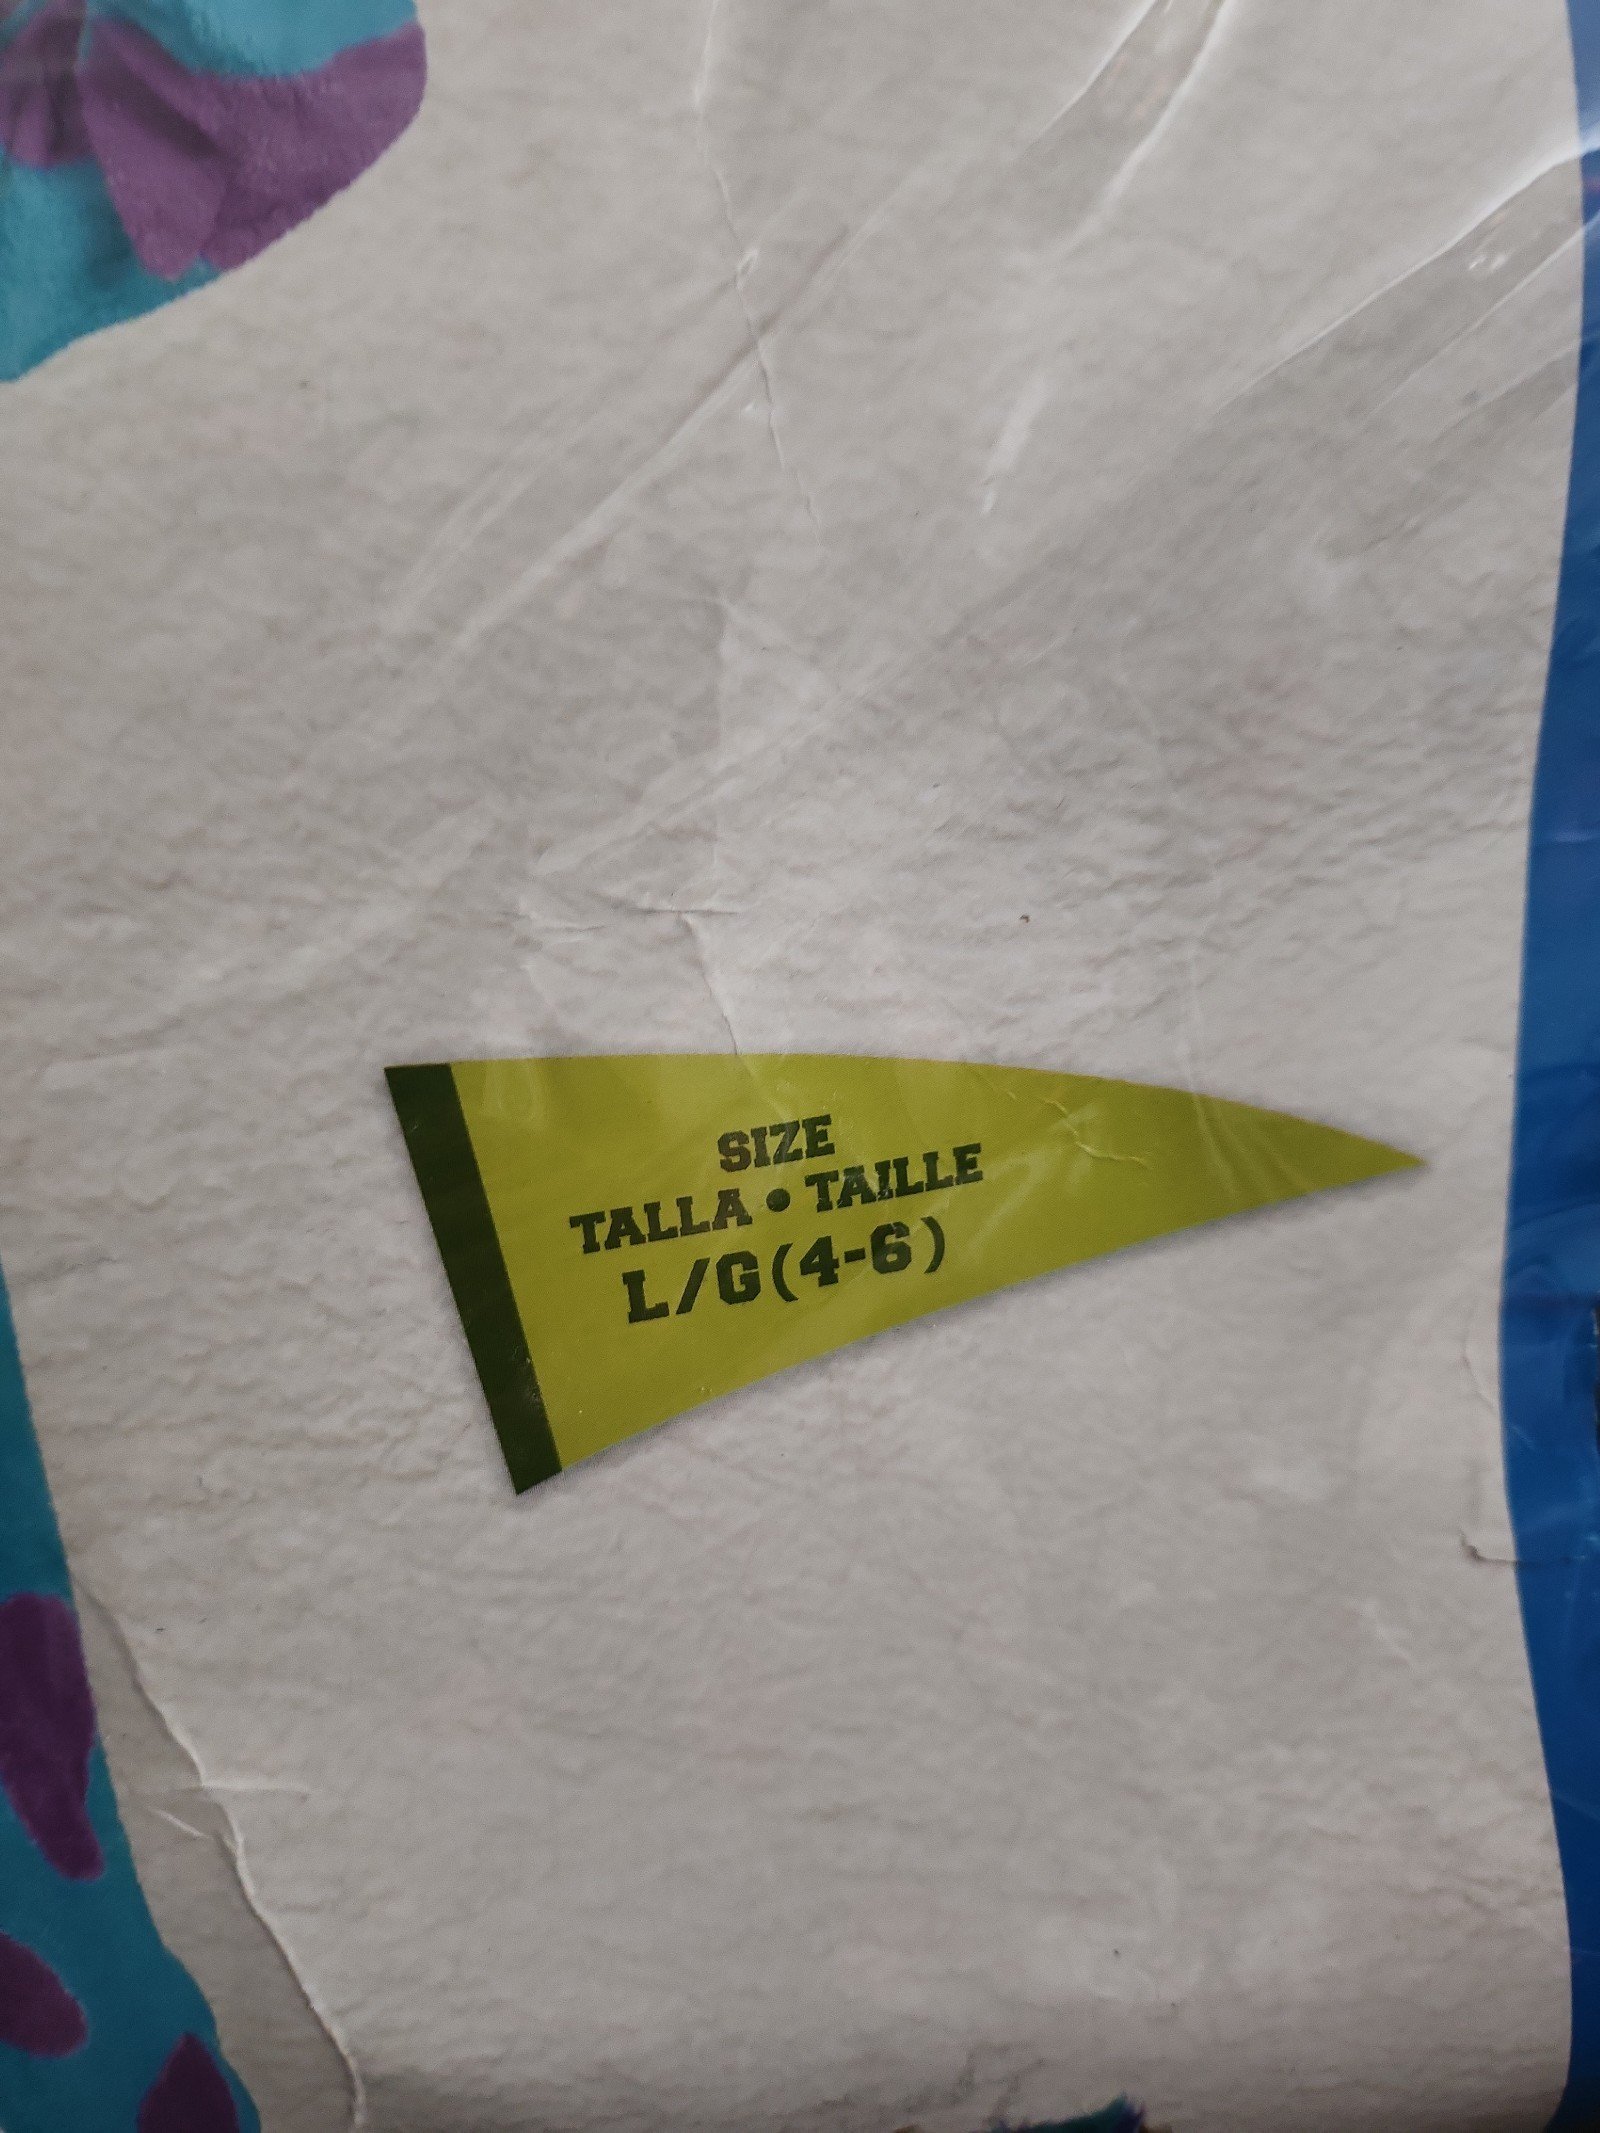 SIZE
TALLA • TAILLE
L/G (4-6)